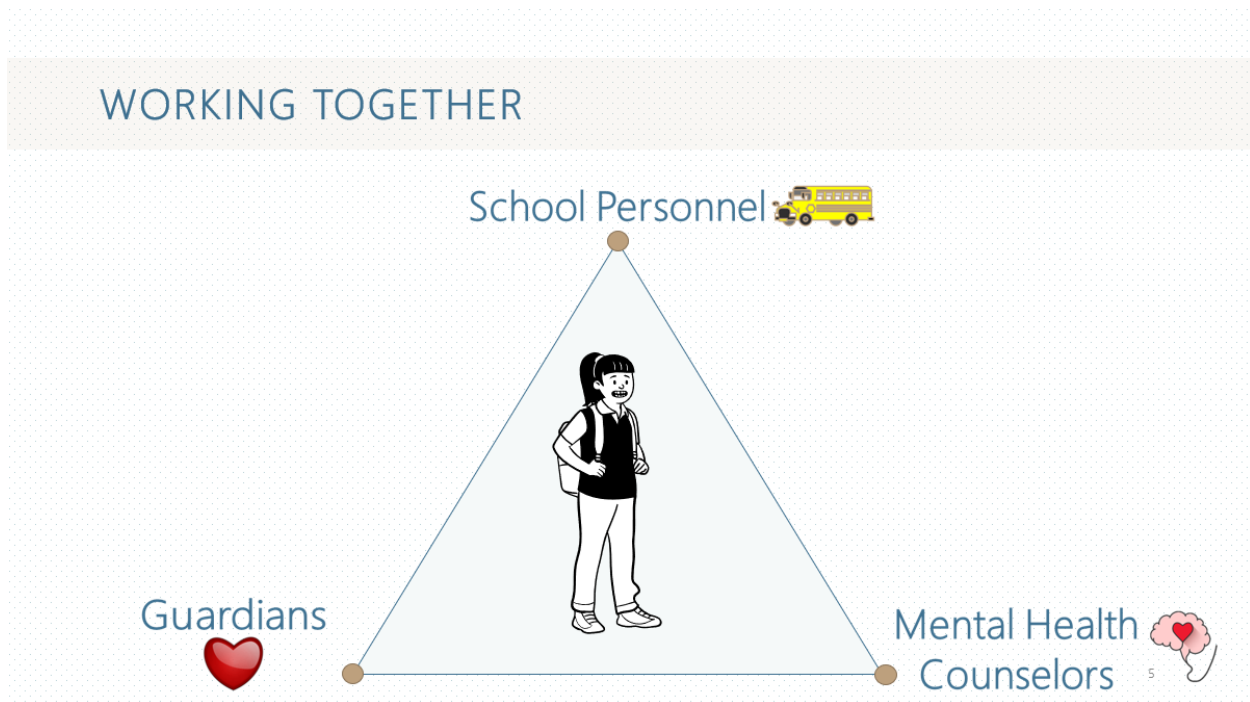 WORKING TOGETHER
School Personnel
Guardians
Mental Health
Counselors
5